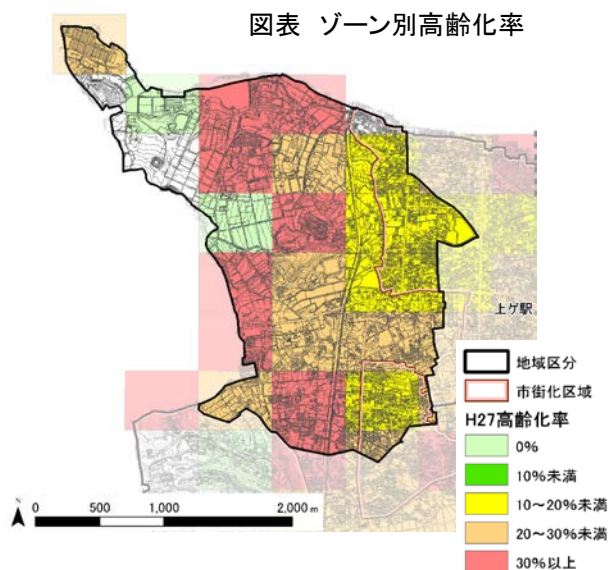 図表 ゾーン別高齢化率
上ゲ駅
地域区分
市街化区域
H27高齢化率
0%
10%未満
10～20%未満
20～30%未満
30%以上
N
0 500 1,000 2,000 m